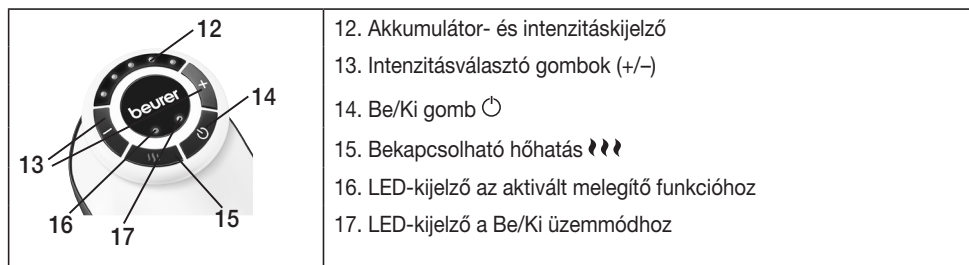 12
14
13
16
17
15
beurer
12. Akkumulátor- és intenzitáskijelző
13. Intenzitásválasztó gombok (+/–)
14. Be/Ki gomb
15. Bekapcsolható hőhatás
16. LED-kijelző az aktivált melegítő funkcióhoz
17. LED-kijelző a Be/Ki üzemmódhoz